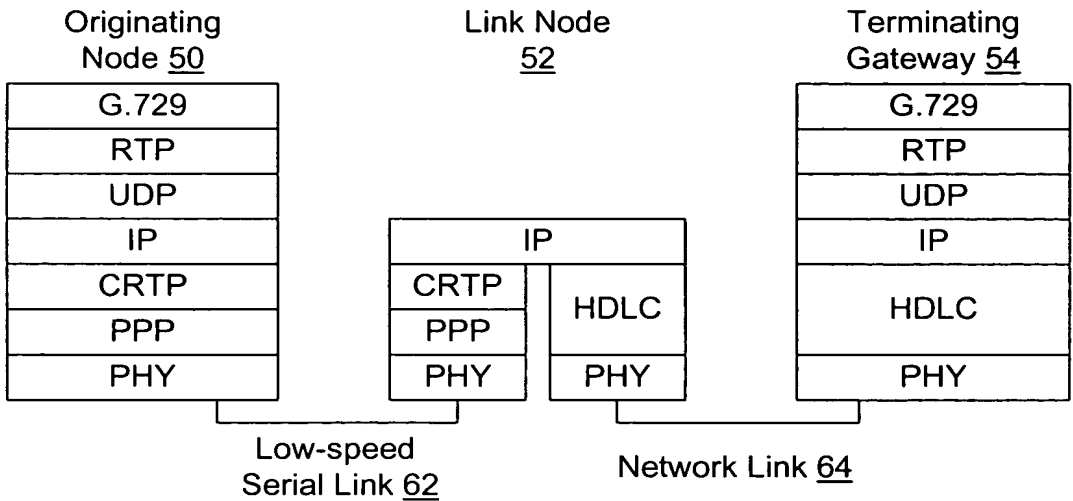 Originating
Node 50
Link Node
52
Terminating
Gateway 54
G.729
RTP
UDP
IP
CRTP
PPP
PHY
IP
CRTP
PPP
PHY
HDLC
PHY
G.729
RTP
UDP
IP
HDLC
PHY
Low-speed
Serial Link 62
Network Link 64